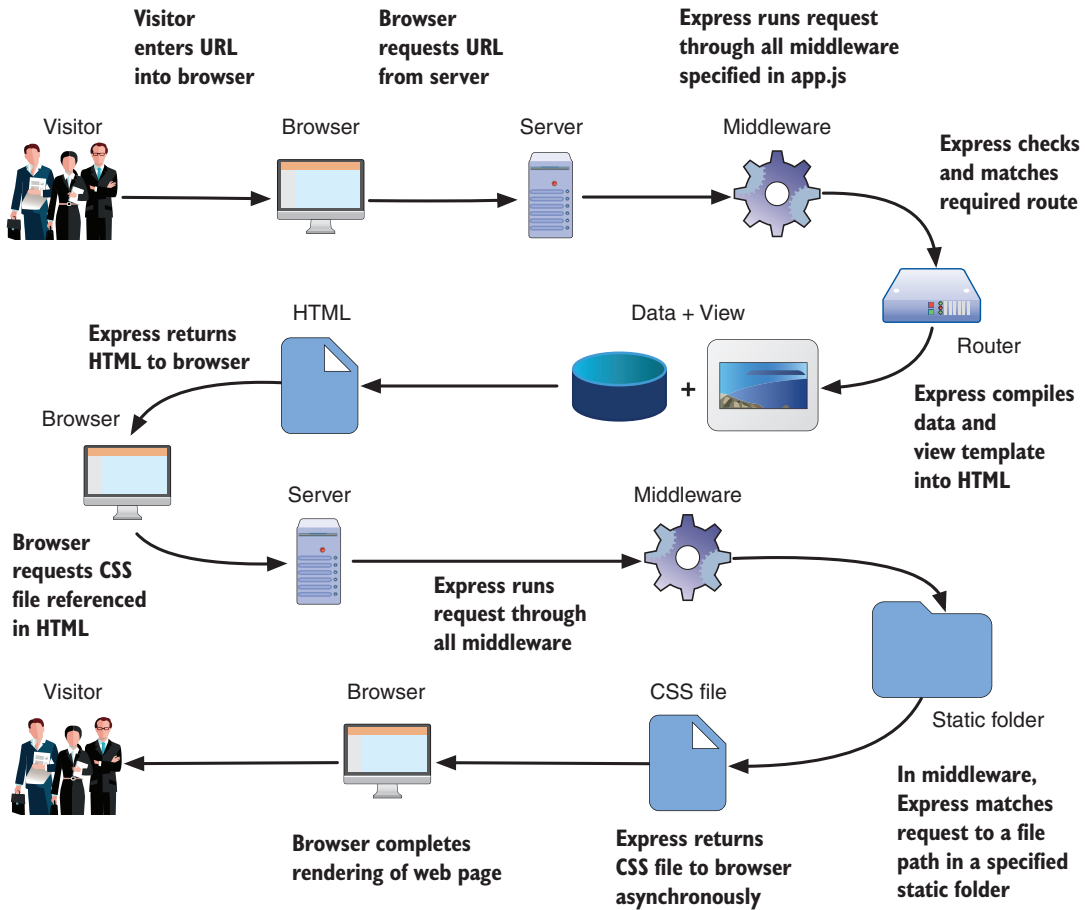 Visitor
enters URL
into browser
Browser
requests URL
from server
Express runs request
through all middleware
specified in app.js
Visitor
Browser
Server
Middleware
Express checks
and matches
required route
Router
Data + View
+
Express compiles
data and
view template
into HTML
HTML
Express returns
HTML to browser
Browser
Browser
requests CSS
file referenced
in HTML
Server
Express runs
request through
all middleware
Middleware
Static folder
In middleware,
Express matches
request to a file
path in a specified
static folder
CSS file
Express returns
CSS file to browser
asynchronously
Browser
Browser completes
rendering of web page
Visitor